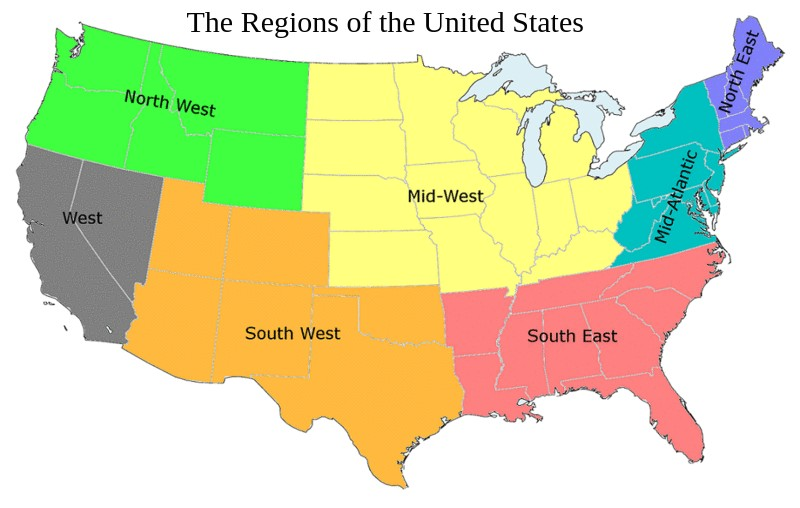 The Regions of the United States
North East
North West
Mid-West
Mid-Atlantic
West
South West
South East